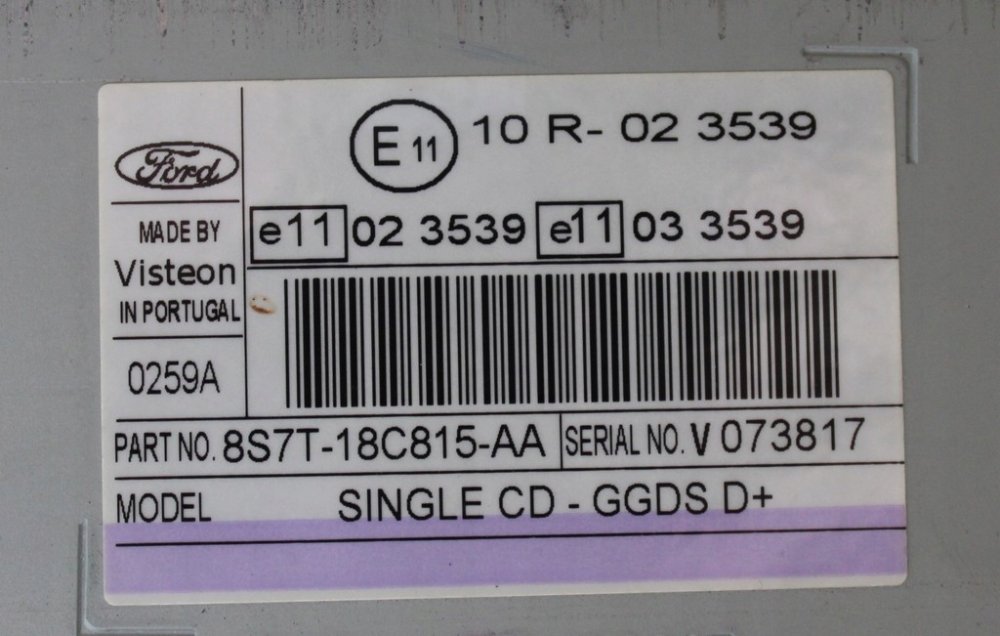 E 11 10 R- 02 3539
Ford
e11 02 3539 e11 03 3539
MADE BY
Visteon
IN PORTUGAL
0259A
PART NO. 8S7T-18C815-AA SERIAL NO. V 073817
MODEL SINGLE CD - GGDS D+